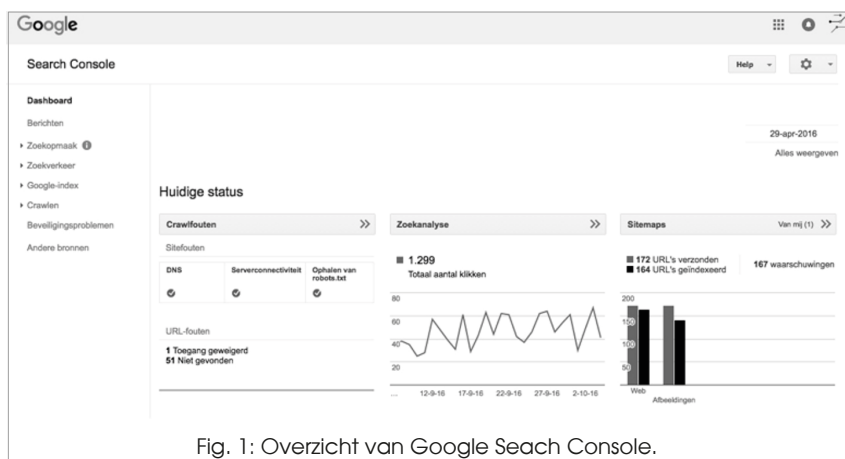 Google
Search Console
Help
Dashboard
Berichten
Zoekopmaak
Zoekverkeer
Google-index
Crawlen
Beveiligingsproblemen
Andere bronnen
29-apr-2016
Alles weergeven
Huidige status
Crawlfouten
Sitefouten
DNS
Serverconnectiviteit
Ophalen van
robots.txt
URL-fouten
1 Toegang geweigerd
51 Niet gevonden
Zoekanalyse
1.299
Totaal aantal klikken
80
60
40
20
... 12-9-16 17-9-16 22-9-16 27-9-16 2-10-16
Sitemaps
Van mij (1)
172 URL's verzonden
164 URL's geïndexeerd
167 waarschuwingen
200
150
100
50
Web
Afbeeldingen
Fig. 1: Overzicht van Google Seach Console.